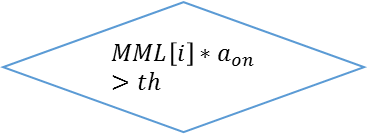 MML[i] * a_on
> th